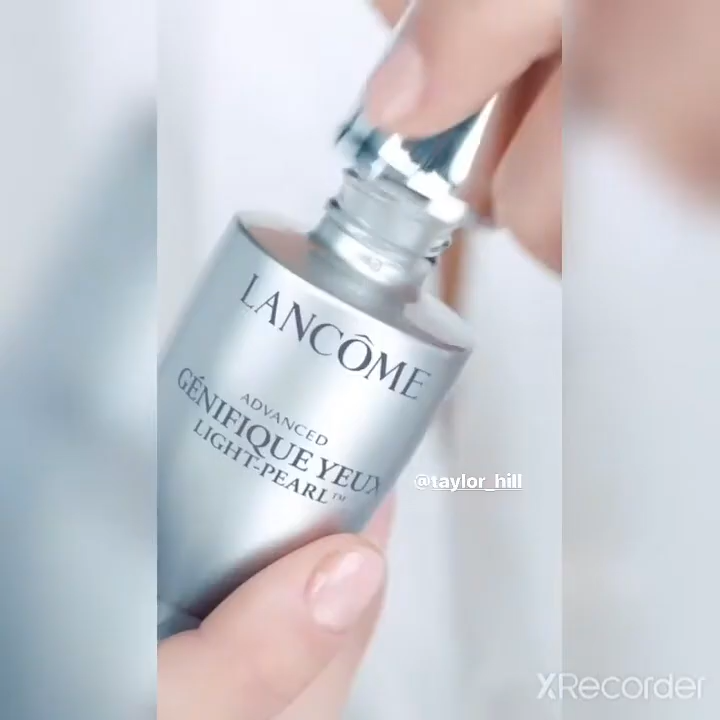 LANCÔME
ADVANCED
GÉNIFIQUE YEUX
LIGHT-PEARL™
@taylor_hill
XRecorder